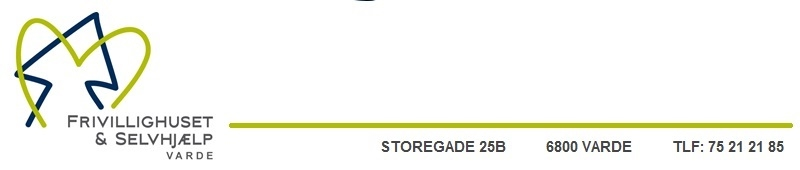 FRIVILLIGHUSET
& SELVHJÆLP
VARDE
STOREGADE 25B 6800 VARDE TLF: 75 21 21 85